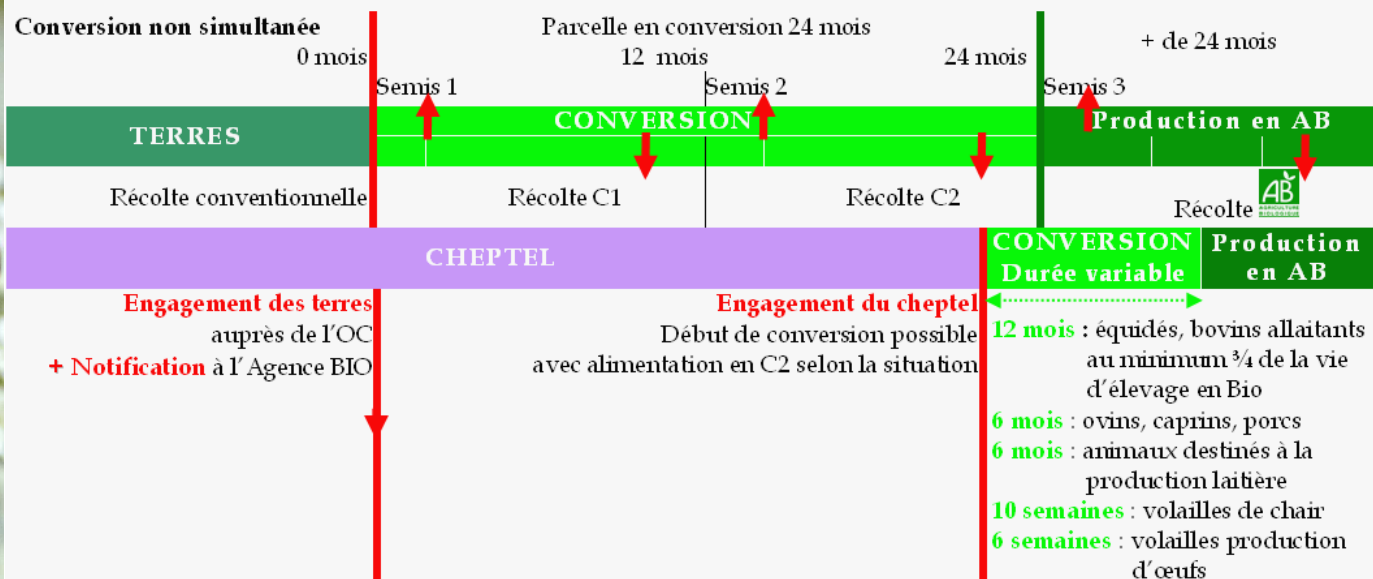 Conversion non simultanée
Parcelle en conversion 24 mois
+ de 24 mois
0 mois
12 mois
24 mois
Semis 1
Semis 2
Semis 3
TERRES
CONVERSION
Production en AB
Récolte conventionnelle
Récolte C1
Récolte C2
Récolte
AB
AGRICULTURE
BIOLOGIQUE
CHEPTEL
CONVERSION
Durée variable
Production
en AB
Engagement des terres
auprès de l'OC
+ Notification à l'Agence BIO
Engagement du cheptel
Début de conversion possible
avec alimentation en C2 selon la situation
12 mois : équidés, bovins allaitants
au minimum ¾ de la vie
d'élevage en Bio
6 mois : ovins, caprins, porcs
6 mois : animaux destinés à la
production laitière
10 semaines : volailles de chair
6 semaines : volailles production
d'œufs